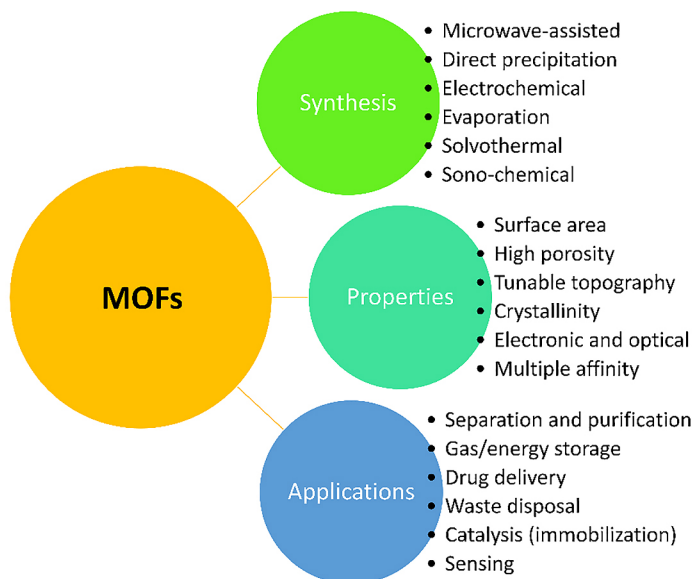 MOFs
Synthesis
• Microwave-assisted
• Direct precipitation
• Electrochemical
• Evaporation
• Solvothermal
• Sono-chemical
Properties
• Surface area
• High porosity
• Tunable topography
• Crystallinity
• Electronic and optical
• Multiple affinity
Applications
• Separation and purification
• Gas/energy storage
• Drug delivery
• Waste disposal
• Catalysis (immobilization)
• Sensing